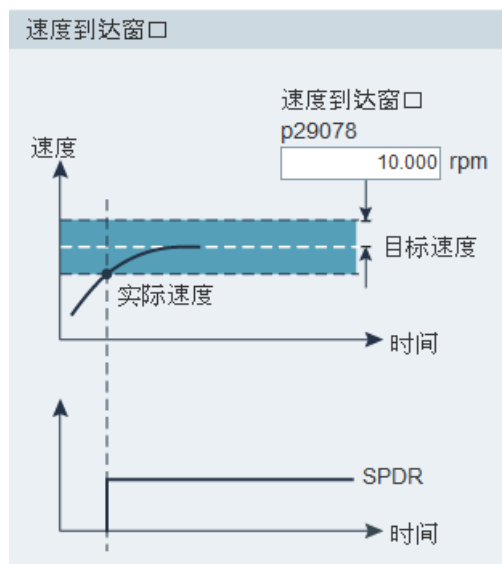 速度到达窗口
速度到达窗口
p29078
10.000 rpm
速度
目标速度
实际速度
时间
SPDR
时间